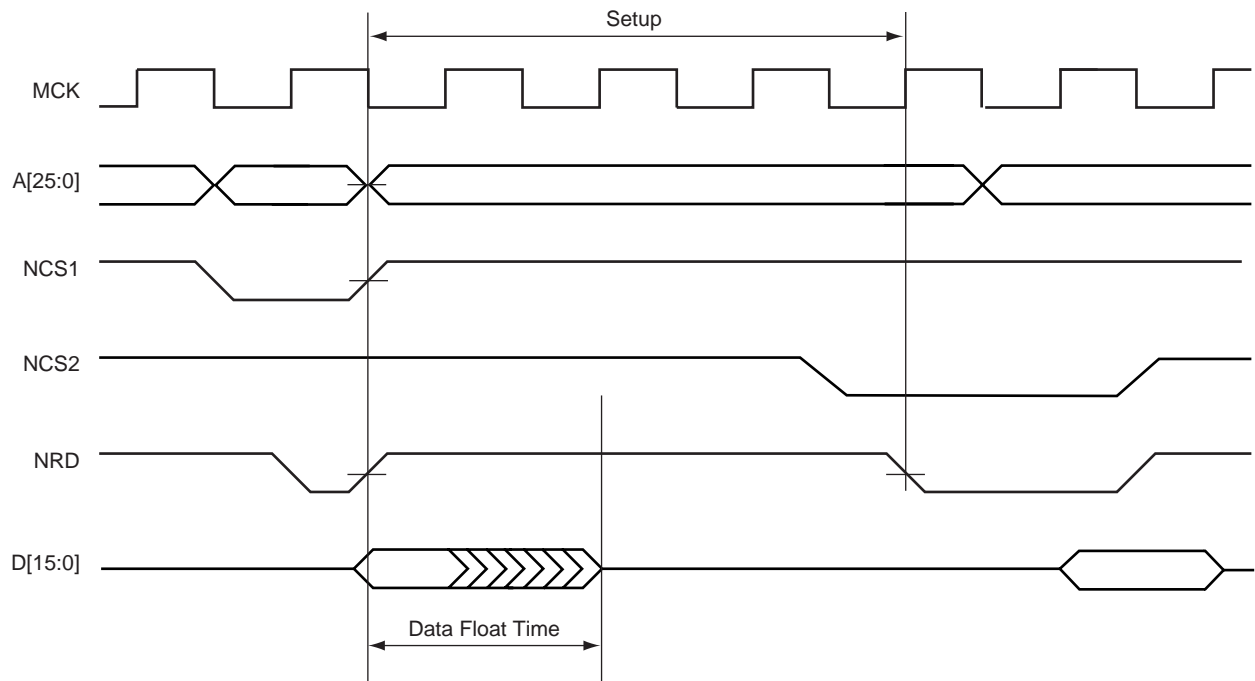 Setup
MCK
A[25:0]
NCS1
NCS2
NRD
D[15:0]
Data Float Time